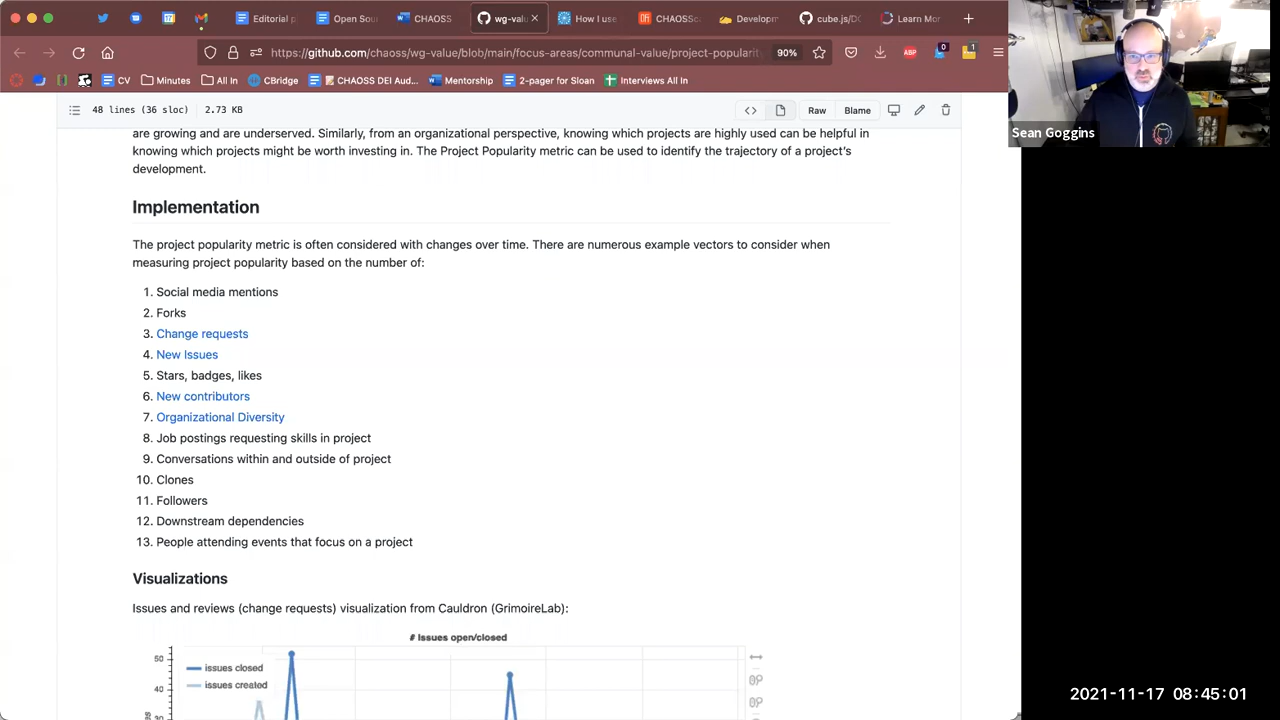 Editorial p
Open Sou
CHAOSS
wg-valu
How I use
CHAOSSc
Developm
cube.js/DC
Learn Mor
https://github.com/chaoss/wg-value/blob/main/focus-areas/communal-value/project-popularit
90%
CV
Minutes
All In
CBridge
CHAOSS DEI Aud...
Mentorship
2-pager for Sloan
Interviews All In
Sean Goggins
48 lines (36 sloc)
2.73 KB
Raw
Blame
are growing and are underserved. Similarly, from an organizational perspective, knowing which projects are highly used can be helpful in
knowing which projects might be worth investing in. The Project Popularity metric can be used to identify the trajectory of a project's
development.
Implementation
The project popularity metric is often considered with changes over time. There are numerous example vectors to consider when
measuring project popularity based on the number of:
1. Social media mentions
2. Forks
3. Change requests
4. New Issues
5. Stars, badges, likes
6. New contributors
7. Organizational Diversity
8. Job postings requesting skills in project
9. Conversations within and outside of project
10. Clones
11. Followers
12. Downstream dependencies
13. People attending events that focus on a project
Visualizations
Issues and reviews (change requests) visualization from Cauldron (GrimoireLab):
# Issues open/closed
50
issues closed
issues created
40
30
2021-11-17 08:45:01